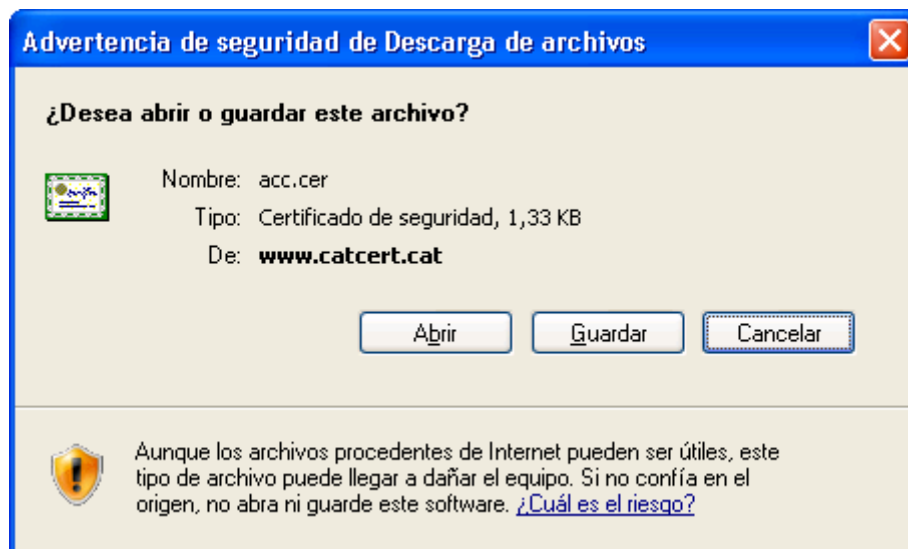 Advertencia de seguridad de Descarga de archivos
¿Desea abrir o guardar este archivo?
Nombre: acc.cer
Tipo: Certificado de seguridad, 1,33 KB
De: www.catcert.cat
Abrir Guardar Cancelar
Aunque los archivos procedentes de Internet pueden ser útiles, este
tipo de archivo puede llegar a dañar el equipo. Si no confía en el
origen, no abra ni guarde este software. ¿Cuál es el riesgo?